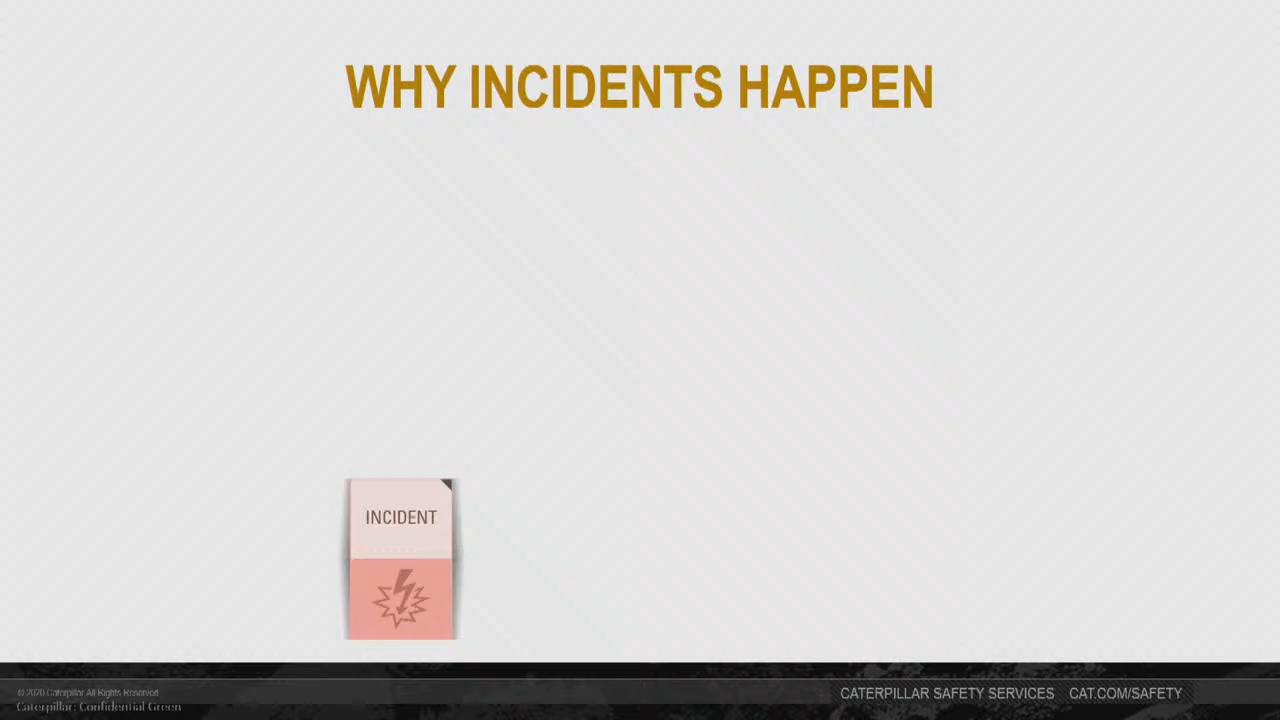 WHY INCIDENTS HAPPEN
INCIDENT
© 2020 Caterpillar All Rights Reserved
Caterpillar: Confidential Green
CATERPILLAR SAFETY SERVICES CAT.COM/SAFETY